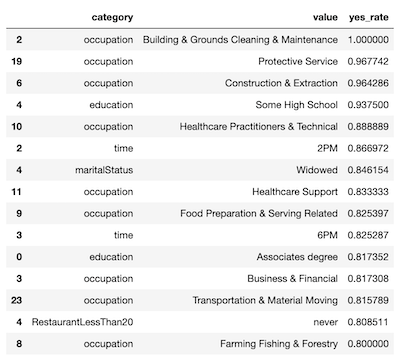 category value yes_rate
2 occupation Building & Grounds Cleaning & Maintenance 1.000000
19 occupation Protective Service 0.967742
6 occupation Construction & Extraction 0.964286
4 education Some High School 0.937500
10 occupation Healthcare Practitioners & Technical 0.888889
2 time 2PM 0.866972
4 maritalStatus Widowed 0.846154
11 occupation Healthcare Support 0.833333
9 occupation Food Preparation & Serving Related 0.825397
3 time 6PM 0.825287
0 education Associates degree 0.817352
3 occupation Business & Financial 0.817308
23 occupation Transportation & Material Moving 0.815789
4 RestaurantLessThan20 never 0.808511
8 occupation Farming Fishing & Forestry 0.800000